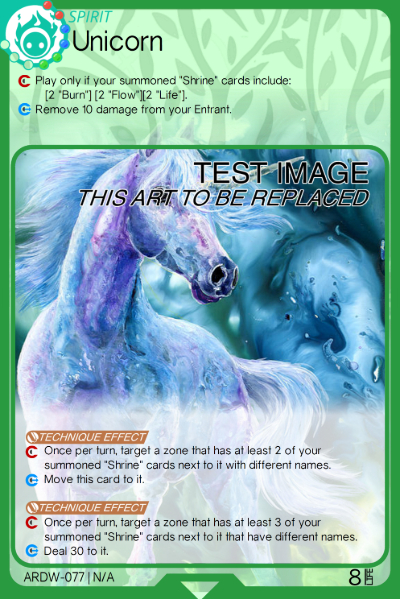 SPIRIT
Unicorn
C Play only if your summoned "Shrine" cards include:
[2 "Burn"] [2 "Flow"][2 "Life"].
E Remove 10 damage from your Entrant.
TEST IMAGE
THIS ART TO BE REPLACED
TECHNIQUE EFFECT
C Once per turn, target a zone that has at least 2 of your
summoned "Shrine" cards next to it with different names.
E Move this card to it.
TECHNIQUE EFFECT
C Once per turn, target a zone that has at least 3 of your
summoned "Shrine" cards next to it that have different names.
E Deal 30 to it.
ARDW-077 | N/A
8 LIFE